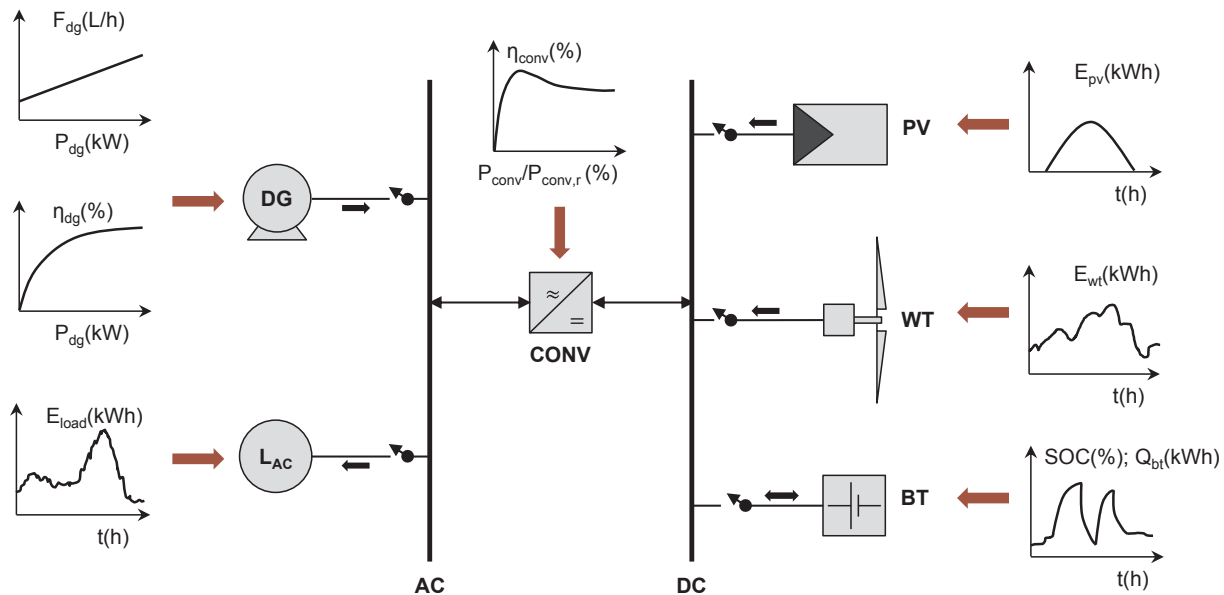 F_dg(L/h)
P_dg(kW)
η_dg(%)
P_dg(kW)
E_load(kWh)
t(h)
DG
L_AC
AC
η_conv(%)
P_conv/P_conv,r (%)
≈
=
CONV
DC
PV
WT
BT
E_pv(kWh)
t(h)
E_wt(kWh)
t(h)
SOC(%); Q_bt(kWh)
t(h)